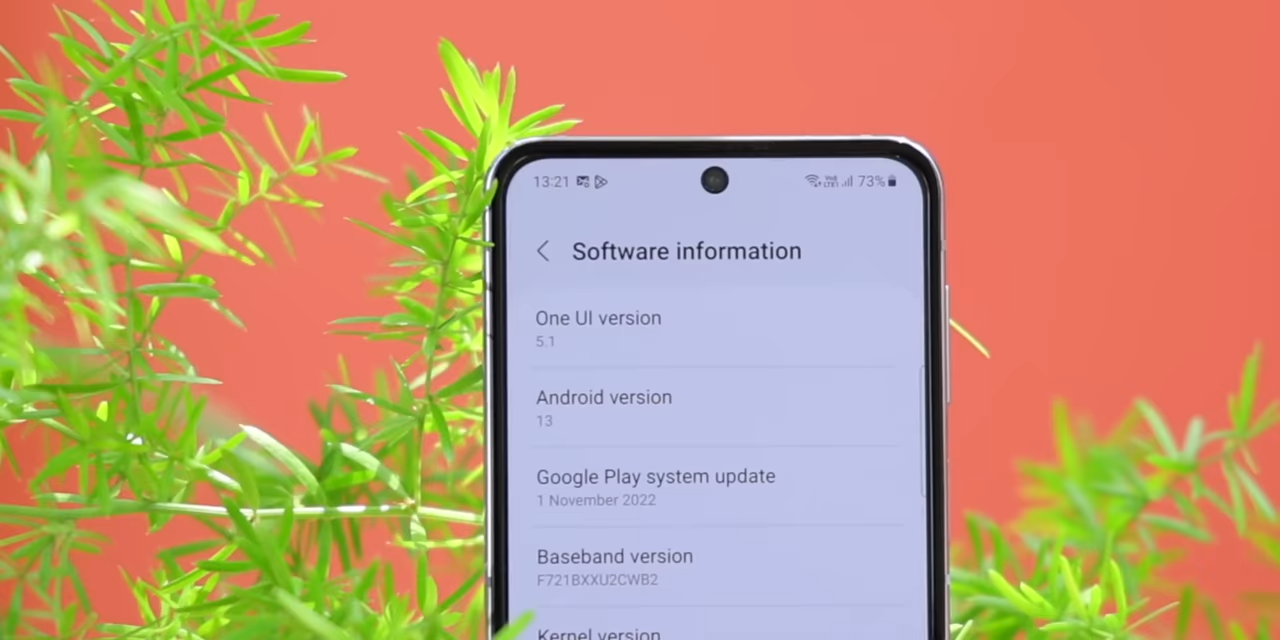 13:21 73%
Software information
One UI version
5.1
Android version
13
Google Play system update
1 November 2022
Baseband version
F721BXXU2CWB2
Kernel version